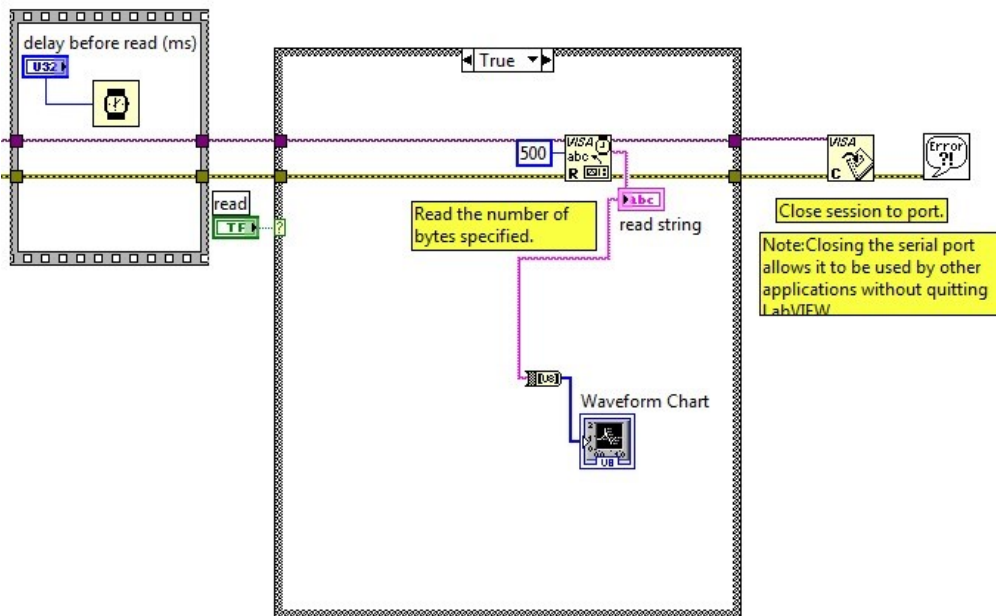 delay before read (ms)
U32
True
500
VISA
abc
R
VISA
C
Error
?!
read
TF
?
Read the number of
bytes specified.
abc
read string
Close session to port.
Note:Closing the serial port
allows it to be used by other
applications without quitting
LabVIEW
[U8]
Waveform Chart
U8